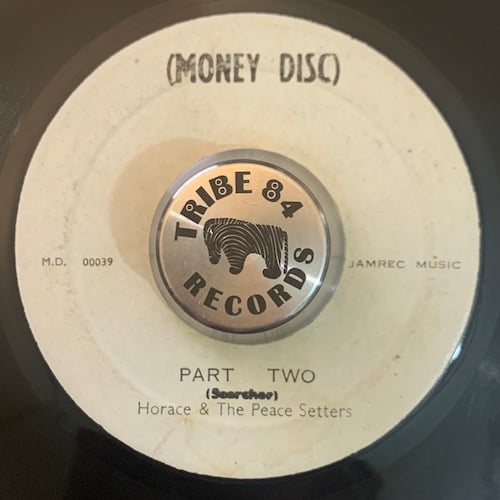 (MONEY DISC)
TRIBE 84
RECORDS
M.D. 00039
JAMREC MUSIC
PART TWO
(Searcher)
Horace & The Peace Setters